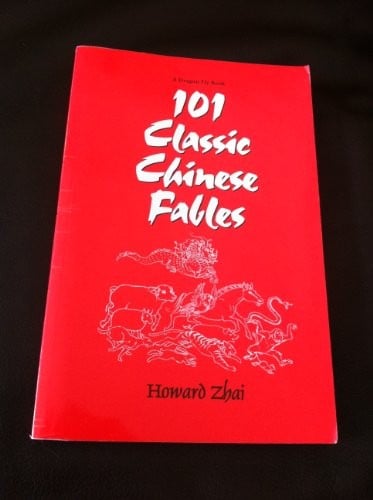 101
Classic
Chinese
Fables
Howard Zhai